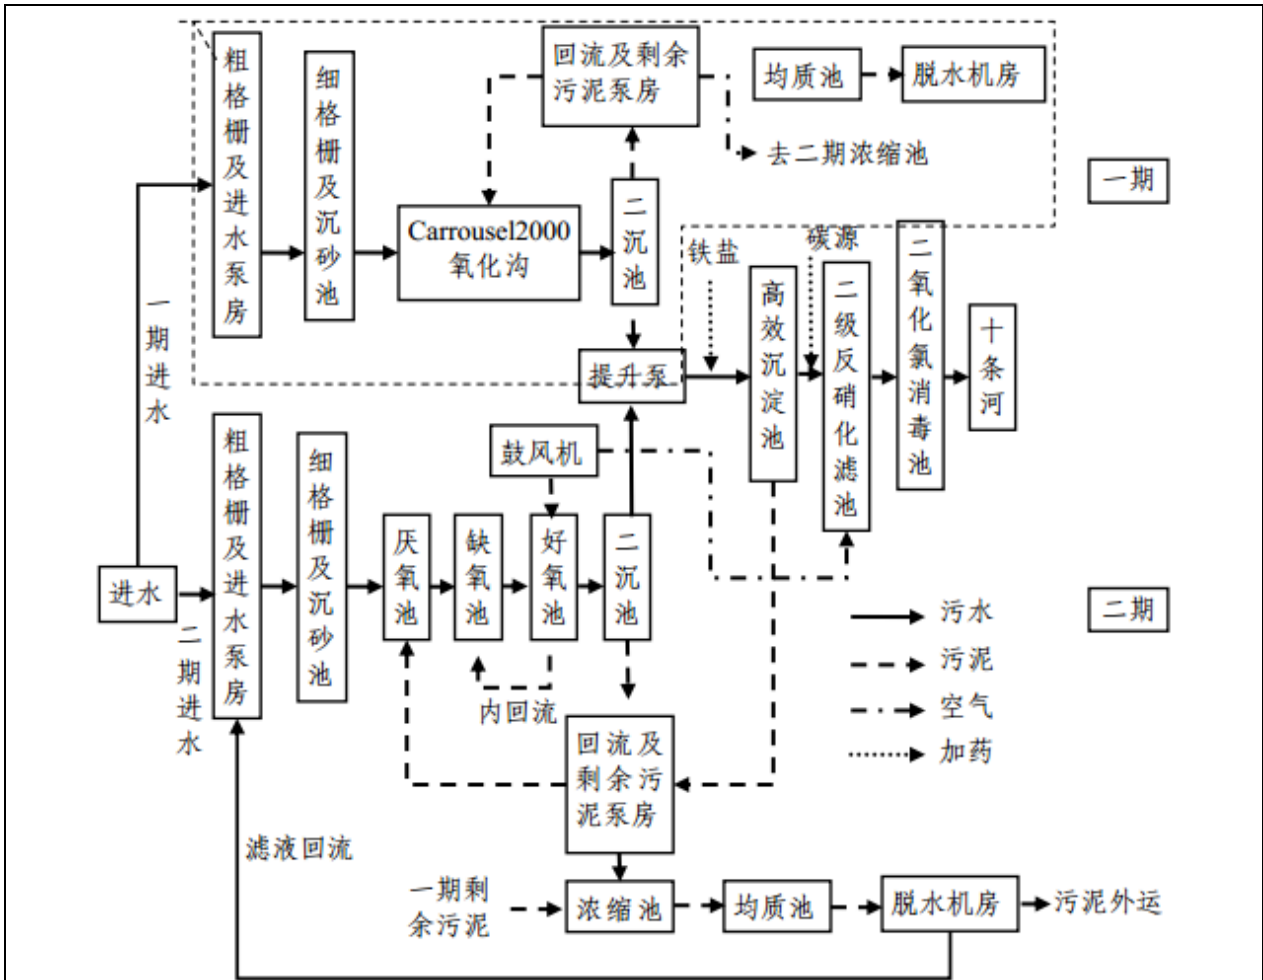 粗格栅及进水泵房
细格栅及沉砂池
回流及剩余
污泥泵房
均质池
脱水机房
去二期浓缩池
一期
Carrousel2000
氧化沟
二沉池
铁盐
碳源
高效沉淀池
二级反硝化滤池
二氧化氯消毒池
十条河
提升泵
一期进水
粗格栅及进水泵房
细格栅及沉砂池
鼓风机
厌氧池
缺氧池
好氧池
二沉池
进水
二期进水
内回流
污水
污泥
空气
加药
二期
回流及
剩余污
泥泵房
滤液回流
一期剩
余污泥
浓缩池
均质池
脱水机房
污泥外运